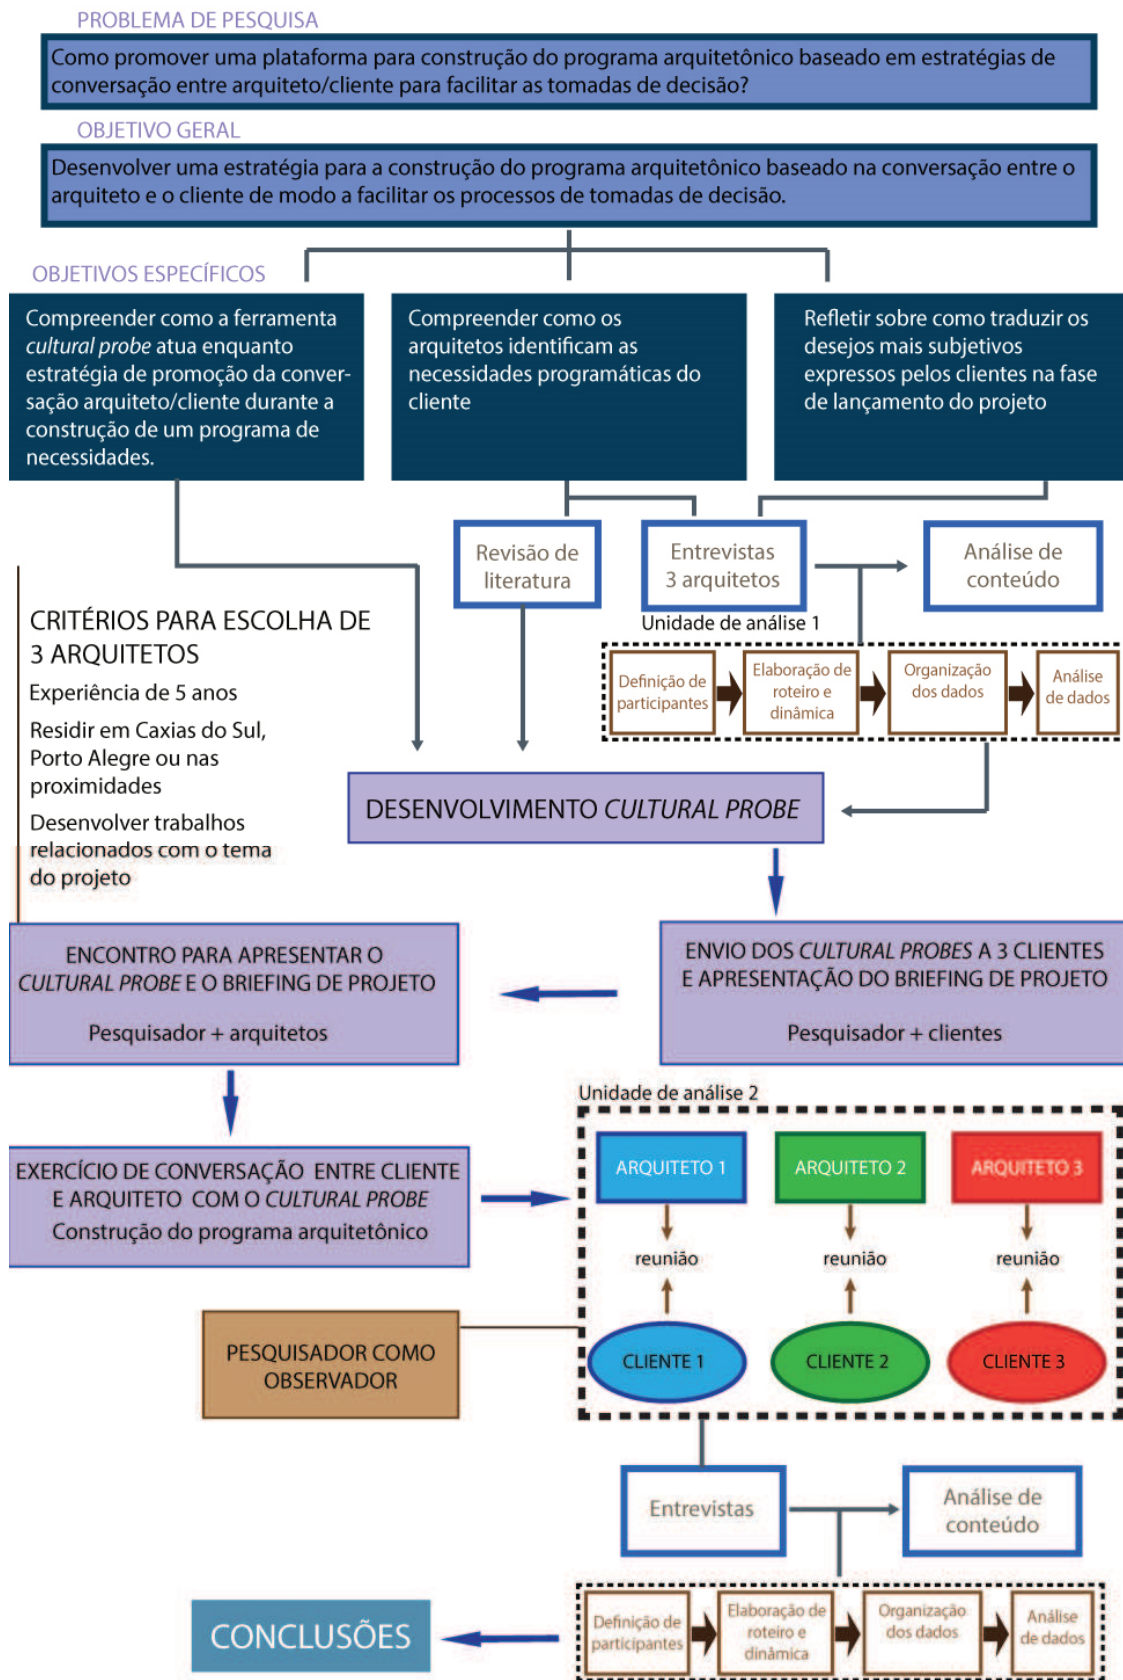 PROBLEMA DE PESQUISA
Como promover uma plataforma para construção do programa arquitetônico baseado em estratégias de
conversação entre arquiteto/cliente para facilitar as tomadas de decisão?
OBJETIVO GERAL
Desenvolver uma estratégia para a construção do programa arquitetônico baseado na conversação entre o
arquiteto e o cliente de modo a facilitar os processos de tomadas de decisão.
OBJETIVOS ESPECÍFICOS
Compreender como a ferramenta
cultural probe atua enquanto
estratégia de promoção da conver-
sação arquiteto/cliente durante a
construção de um programa de
necessidades.
Compreender como os
arquitetos identificam as
necessidades programáticas do
cliente
Refletir sobre como traduzir os
desejos mais subjetivos
expressos pelos clientes na fase
de lançamento do projeto
Revisão de
literatura
Entrevistas
3 arquitetos
Análise de
conteúdo
Unidade de análise 1
Definição de
participantes
Elaboração de
roteiro e
dinâmica
Organização
dos dados
Análise
de dados
CRITÉRIOS PARA ESCOLHA DE
3 ARQUITETOS
Experiência de 5 anos
Residir em Caxias do Sul,
Porto Alegre ou nas
proximidades
Desenvolver trabalhos
relacionados com o tema
do projeto
DESENVOLVIMENTO CULTURAL PROBE
ENCONTRO PARA APRESENTAR O
CULTURAL PROBE E O BRIEFING DE PROJETO
Pesquisador + arquitetos
ENVIO DOS CULTURAL PROBES A 3 CLIENTES
E APRESENTAÇÃO DO BRIEFING DE PROJETO
Pesquisador + clientes
EXERCÍCIO DE CONVERSAÇÃO ENTRE CLIENTE
E ARQUITETO COM O CULTURAL PROBE
Construção do programa arquitetônico
Unidade de análise 2
ARQUITETO 1
ARQUITETO 2
ARQUITETO 3
reunião
reunião
reunião
CLIENTE 1
CLIENTE 2
CLIENTE 3
PESQUISADOR COMO
OBSERVADOR
Entrevistas
Análise de
conteúdo
Definição de
participantes
Elaboração de
roteiro e
dinâmica
Organização
dos dados
Análise
de dados
CONCLUSÕES